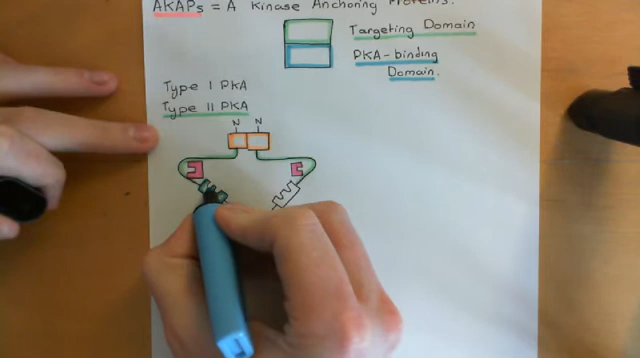 AKAPs = A Kinase Anchoring Proteins.
Targeting Domain
PKA-binding
Domain.
Type I PKA
Type II PKA
N N